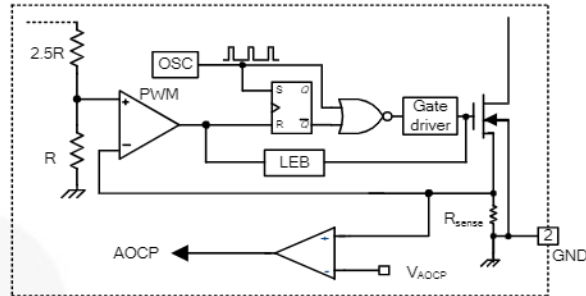 2.5R
OSC
PWM
+
S
Q
R
Q
Gate
driver
R
−
LEB
Rsense
AOCP
+
-
VAOCP
2
GND